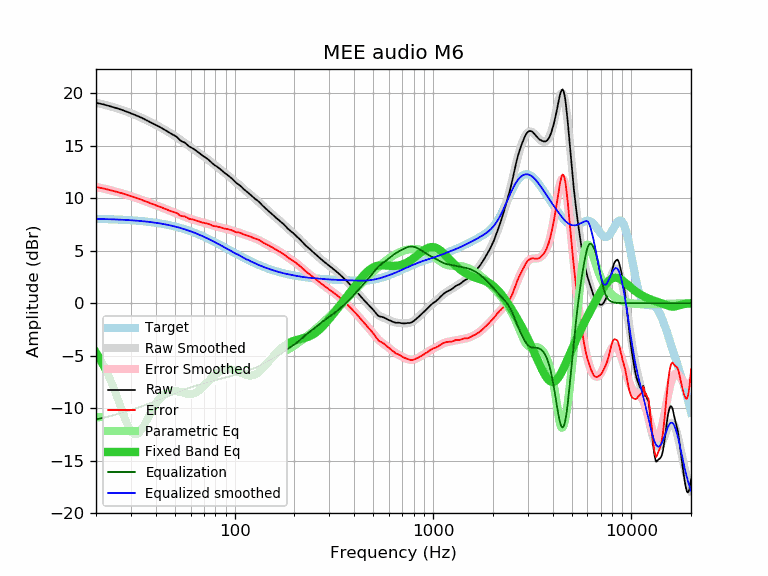 MEE audio M6
Amplitude (dBr)
20
15
10
5
0
−5
−10
−15
−20
Target
Raw Smoothed
Error Smoothed
Raw
Error
Parametric Eq
Fixed Band Eq
Equalization
Equalized smoothed
100
1000
10000
Frequency (Hz)